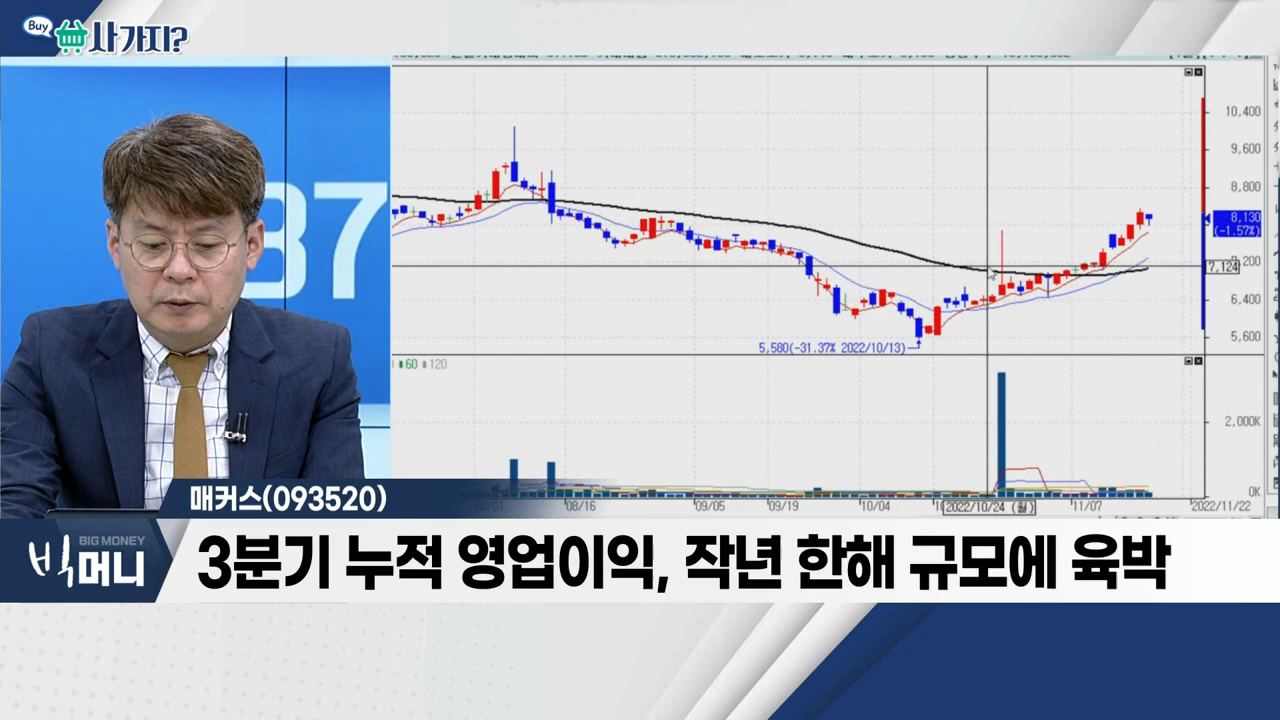 Buy
사가지?
87
10,400
9,600
8,800
8,130
(-1.57%)
7,200
7,124
6,400
5,600
5,580(-31.37% 2022/10/13)
60 120
2,000K
0K
08/16
09/05
09/19
10/04
2022/10/24 (월)
11/07
2022/11/22
매커스(093520)
BIG MONEY
빅머니
3분기 누적 영업이익, 작년 한해 규모에 육박